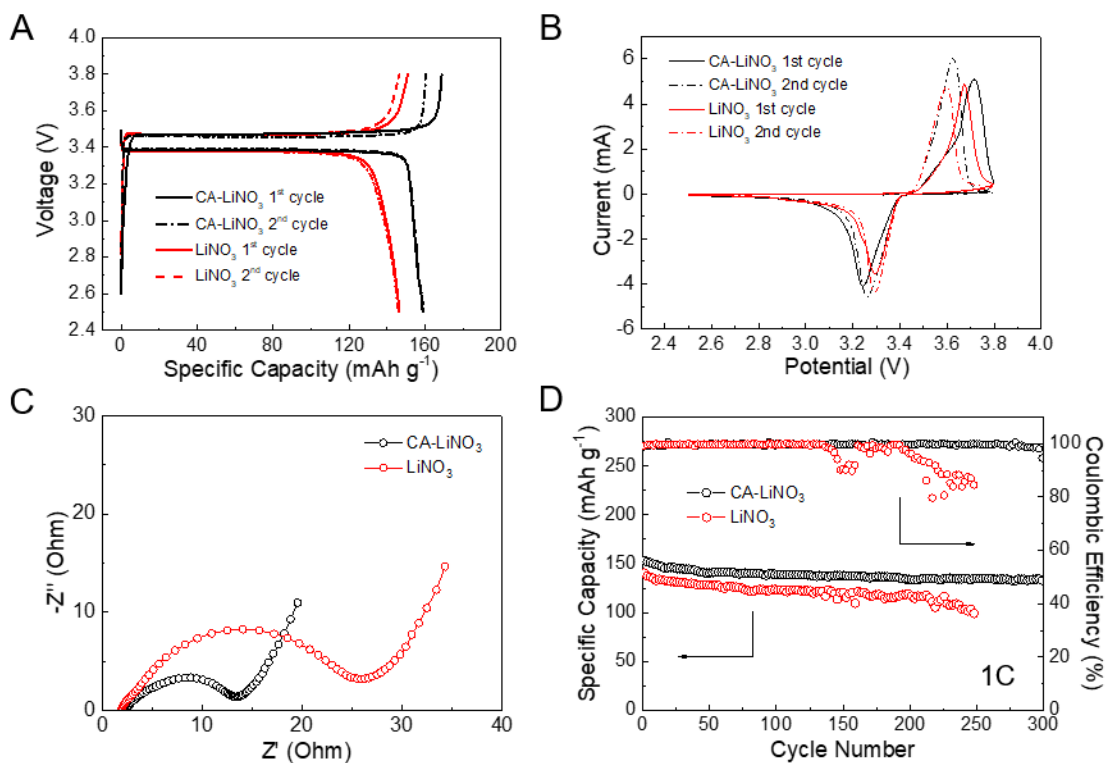 A
Voltage (V)
4.0
3.8
3.6
3.4
3.2
3.0
2.8
2.6
2.4
CA-LiNO₃ 1ˢᵗ cycle
CA-LiNO₃ 2ⁿᵈ cycle
LiNO₃ 1ˢᵗ cycle
LiNO₃ 2ⁿᵈ cycle
0 40 80 120 160 200
Specific Capacity (mAh g⁻¹)
B
Current (mA)
6
4
2
0
-2
-4
-6
CA-LiNO₃ 1st cycle
CA-LiNO₃ 2nd cycle
LiNO₃ 1st cycle
LiNO₃ 2nd cycle
2.4 2.6 2.8 3.0 3.2 3.4 3.6 3.8 4.0
Potential (V)
C
-Z" (Ohm)
30
20
10
0
CA-LiNO₃
LiNO₃
0 10 20 30 40
Z' (Ohm)
D
Specific Capacity (mAh g⁻¹)
300
275
250
225
200
175
150
125
100
75
50
25
0
CA-LiNO₃
LiNO₃
1C
100
80
60
40
20
0
Coulombic Efficiency (%)
0 50 100 150 200 250 300
Cycle Number